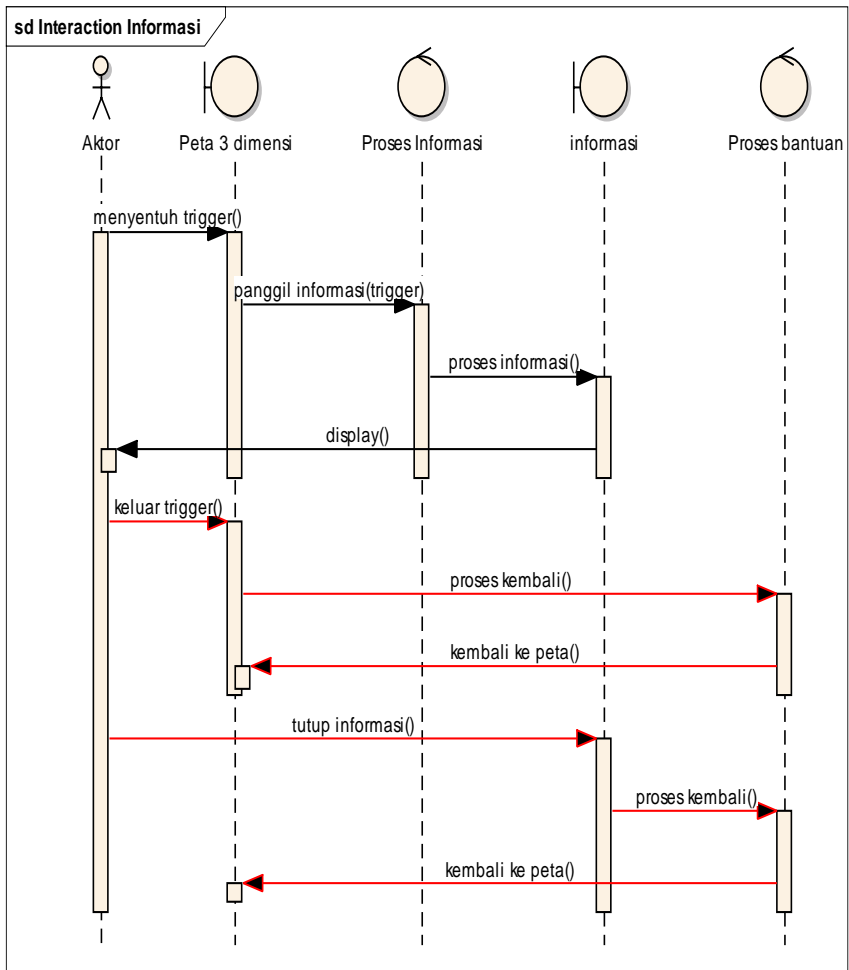 sd Interaction Informasi
Aktor
Peta 3 dimensi
Proses Informasi
informasi
Proses bantuan
menyentuh trigger()
panggil informasi(trigger)
proses informasi()
display()
keluar trigger()
proses kembali()
kembali ke peta()
tutup informasi()
proses kembali()
kembali ke peta()